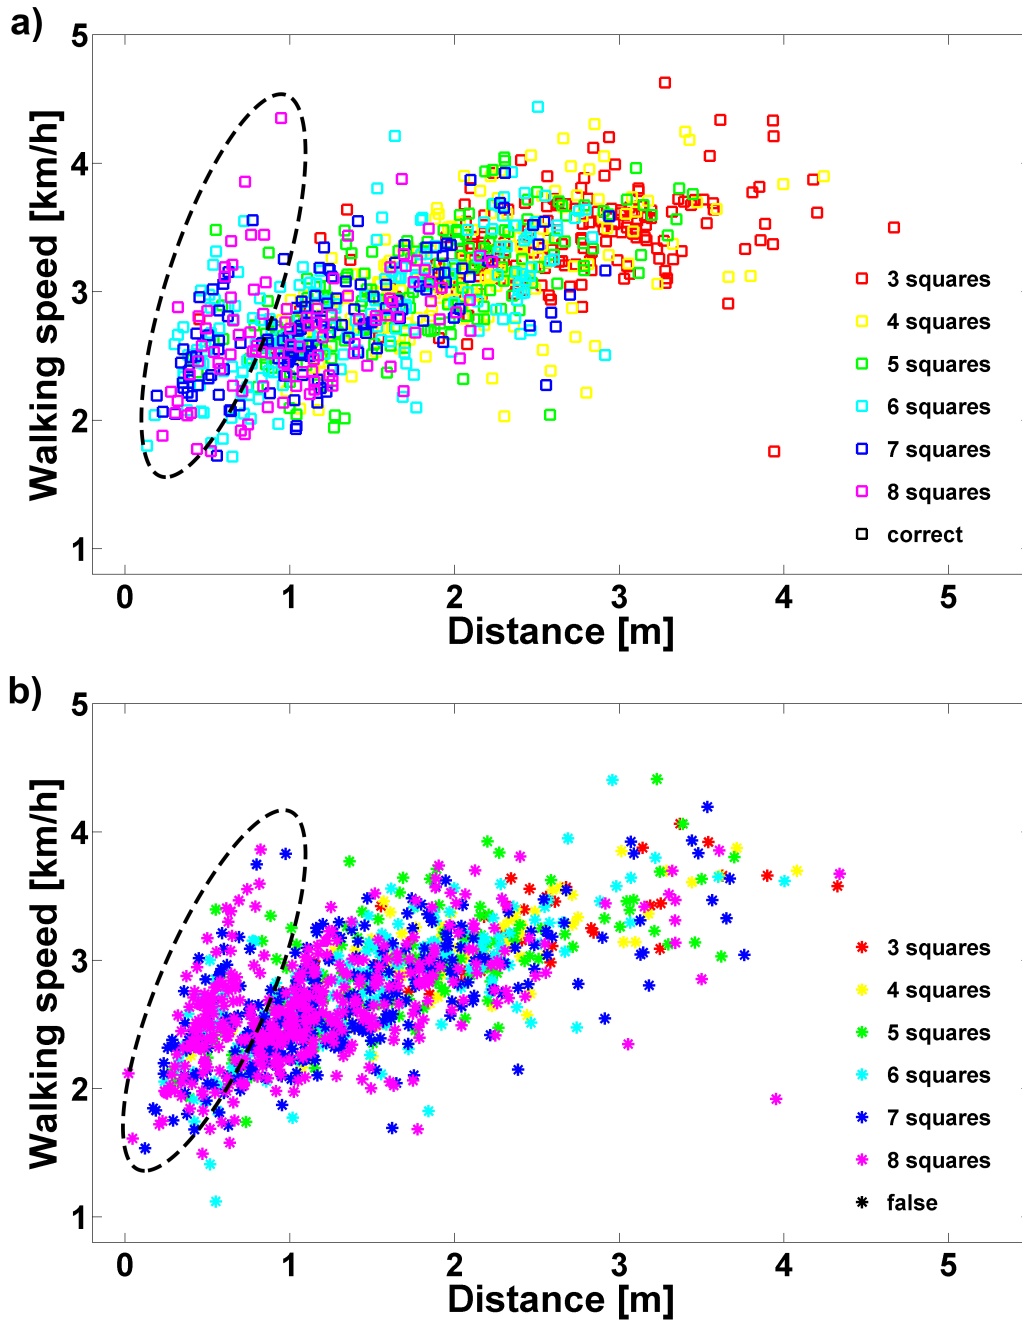 a)
5
4
3
2
1
Walking speed [km/h]
3 squares
4 squares
5 squares
6 squares
7 squares
8 squares
correct
0 1 2 3 4 5
Distance [m]
b)
5
4
3
2
1
Walking speed [km/h]
3 squares
4 squares
5 squares
6 squares
7 squares
8 squares
false
0 1 2 3 4 5
Distance [m]